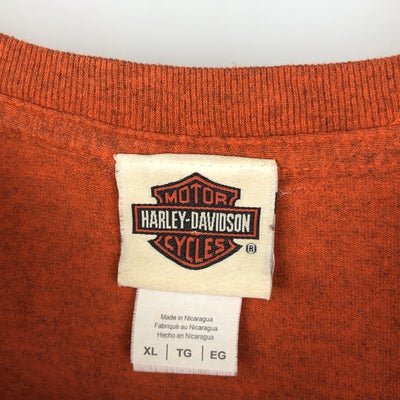 MOTOR
HARLEY-DAVIDSON
CYCLES
®
Made in Nicaragua
Fabriqué au Nicaragua
Hecho en Nicaragua
XL | TG | EG